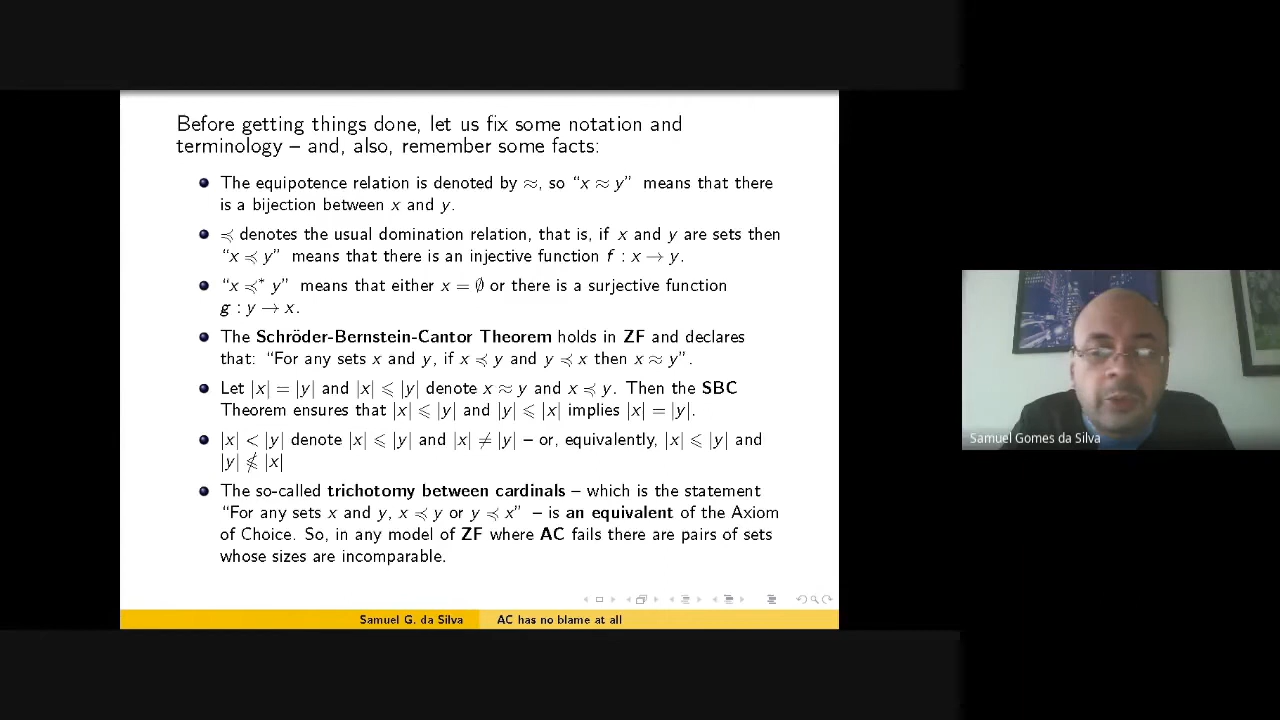 Before getting things done, let us fix some notation and
terminology – and, also, remember some facts:
The equipotence relation is denoted by ≈, so “x ≈ y” means that there
is a bijection between x and y.
≼ denotes the usual domination relation, that is, if x and y are sets then
“x ≼ y” means that there is an injective function f : x → y.
“x ≼* y” means that either x = ∅ or there is a surjective function
g : y → x.
The Schröder-Bernstein-Cantor Theorem holds in ZF and declares
that: “For any sets x and y, if x ≼ y and y ≼ x then x ≈ y”.
Let |x| = |y| and |x| ⩽ |y| denote x ≈ y and x ≼ y. Then the SBC
Theorem ensures that |x| ⩽ |y| and |y| ⩽ |x| implies |x| = |y|.
|x| < |y| denote |x| ⩽ |y| and |x| ≠ |y| – or, equivalently, |x| ⩽ |y| and
|y| ⩽̸ |x|
The so-called trichotomy between cardinals – which is the statement
“For any sets x and y, x ≼ y or y ≼ x” – is an equivalent of the Axiom
of Choice. So, in any model of ZF where AC fails there are pairs of sets
whose sizes are incomparable.
Samuel G. da Silva AC has no blame at all
Samuel Gomes da Silva